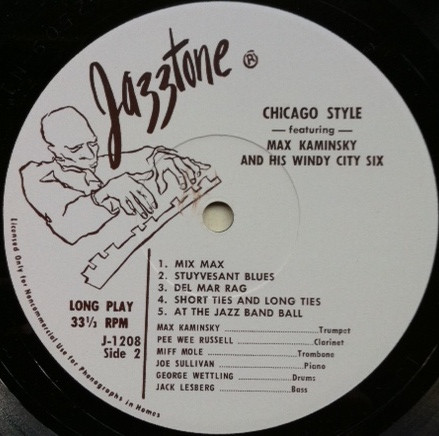 Jazztone ®
CHICAGO STYLE
— featuring —
MAX KAMINSKY
AND HIS WINDY CITY SIX
1. MIX MAX
2. STUYVESANT BLUES
3. DEL MAR RAG
4. SHORT TIES AND LONG TIES
5. AT THE JAZZ BAND BALL
LONG PLAY
33⅓ RPM
J-1208
Side 2
MAX KAMINSKY ........ Trumpet
PEE WEE RUSSELL ........ Clarinet
MIFF MOLE ........ Trombone
JOE SULLIVAN ........ Piano
GEORGE WETTLING ........ Drums
JACK LESBERG ........ Bass
Licensed Only for Noncommercial Use for Phonographs in Homes